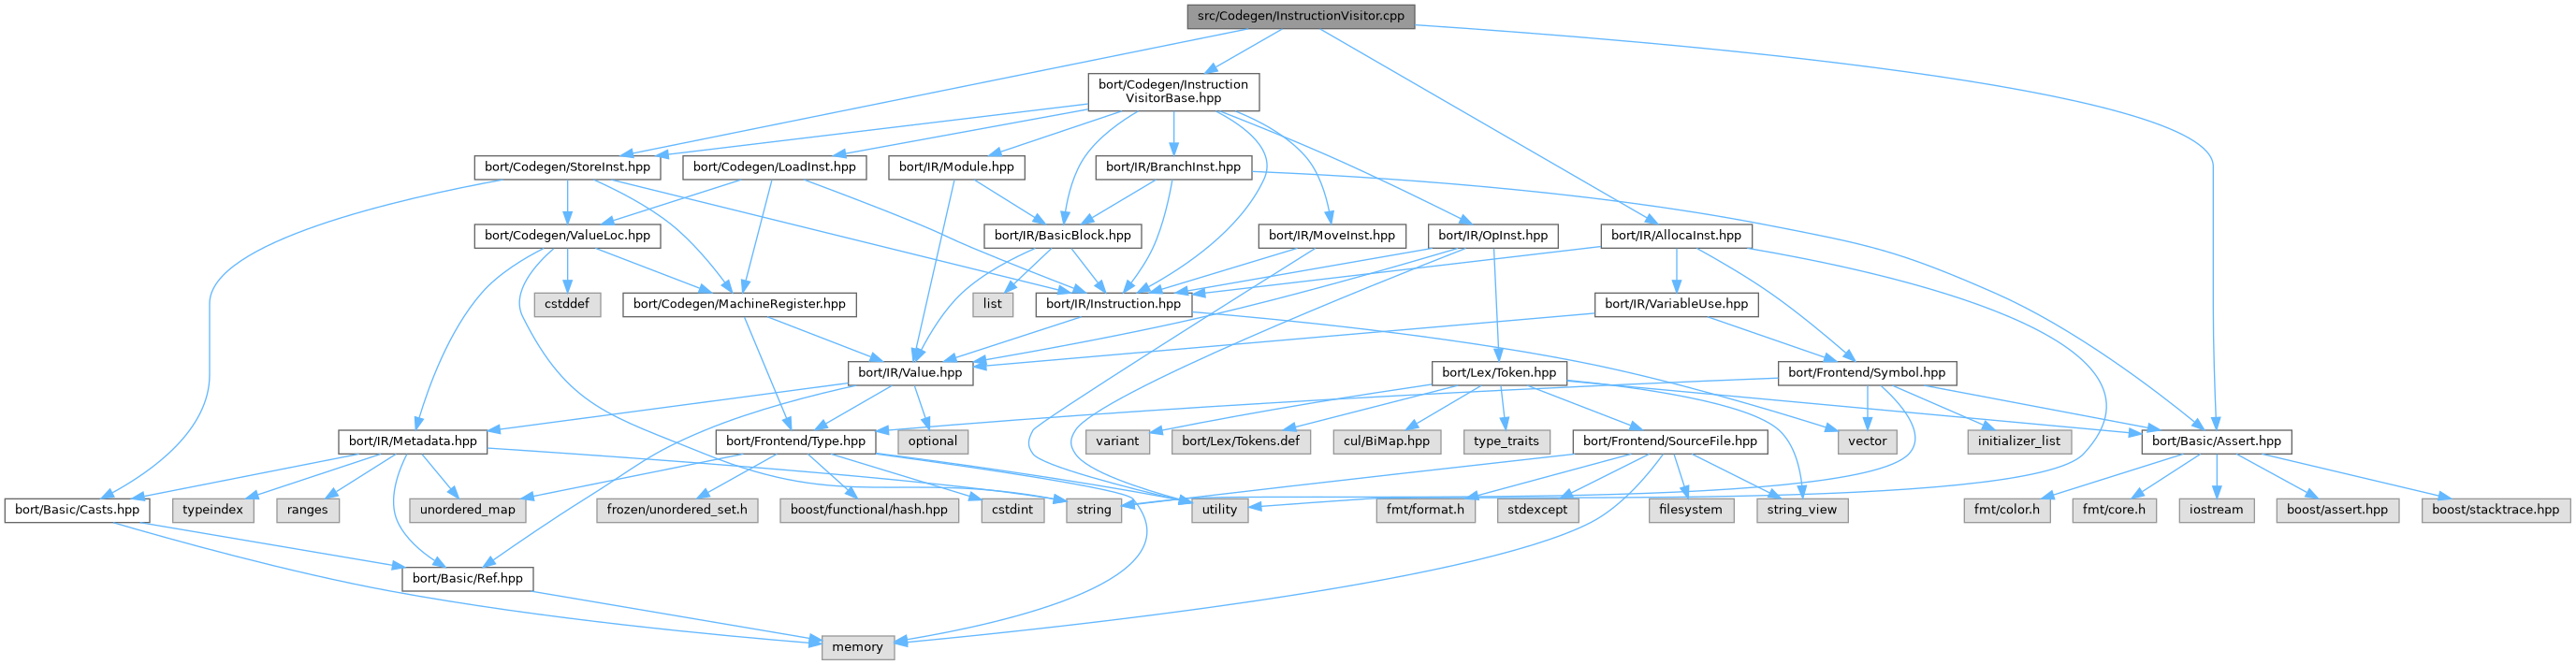 src/Codegen/InstructionVisitor.cpp
bort/Codegen/Instruction
VisitorBase.hpp
bort/Codegen/StoreInst.hpp
bort/Codegen/LoadInst.hpp
bort/IR/Module.hpp
bort/IR/BranchInst.hpp
bort/Codegen/ValueLoc.hpp
bort/IR/BasicBlock.hpp
bort/IR/MoveInst.hpp
bort/IR/OpInst.hpp
bort/IR/AllocaInst.hpp
cstddef
bort/Codegen/MachineRegister.hpp
list
bort/IR/Instruction.hpp
bort/IR/VariableUse.hpp
bort/IR/Value.hpp
bort/Lex/Token.hpp
bort/Frontend/Symbol.hpp
bort/IR/Metadata.hpp
bort/Frontend/Type.hpp
optional
variant
bort/Lex/Tokens.def
cul/BiMap.hpp
type_traits
bort/Frontend/SourceFile.hpp
vector
initializer_list
bort/Basic/Assert.hpp
bort/Basic/Casts.hpp
typeindex
ranges
unordered_map
frozen/unordered_set.h
boost/functional/hash.hpp
cstdint
string
utility
fmt/format.h
stdexcept
filesystem
string_view
fmt/color.h
fmt/core.h
iostream
boost/assert.hpp
boost/stacktrace.hpp
bort/Basic/Ref.hpp
memory